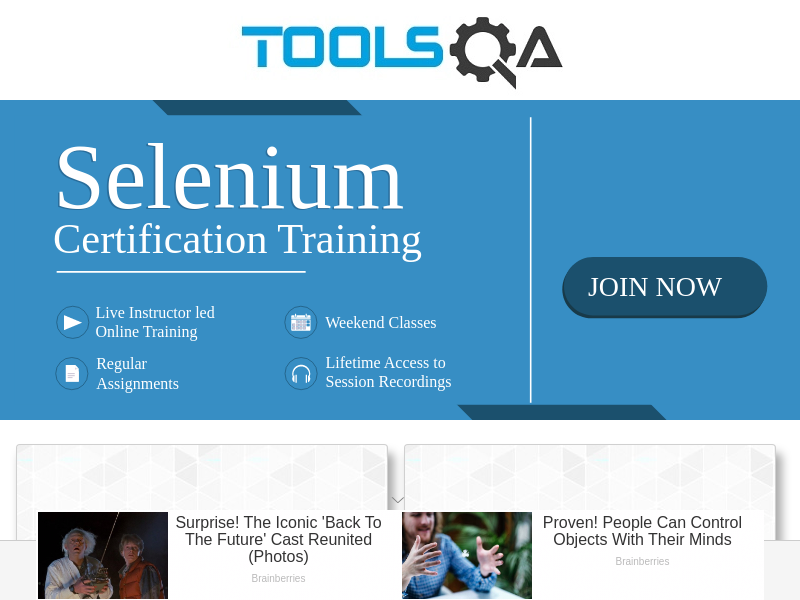 TOOLSQA
Selenium
Certification Training
JOIN NOW
Live Instructor led
Online Training
Weekend Classes
Regular
Assignments
Lifetime Access to
Session Recordings
Surprise! The Iconic 'Back To
The Future' Cast Reunited
(Photos)
Brainberries
Proven! People Can Control
Objects With Their Minds
Brainberries